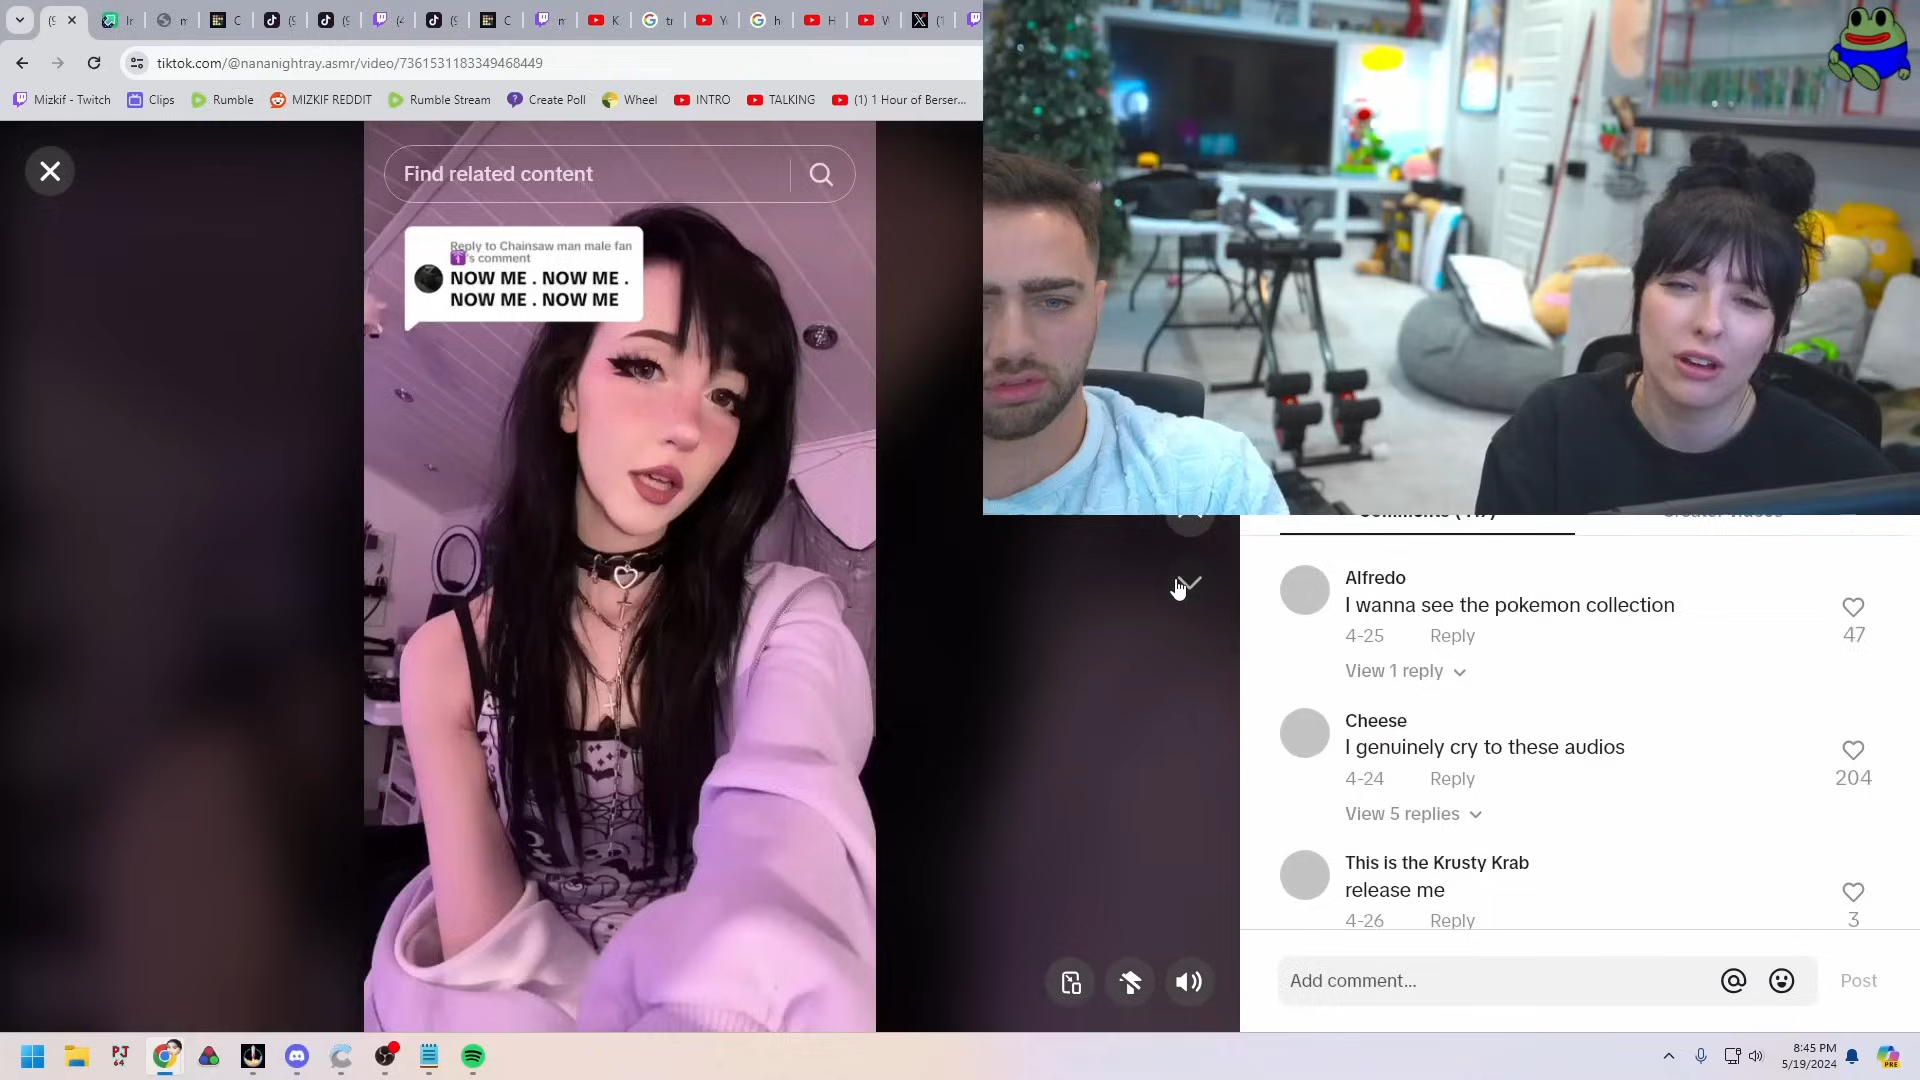 tiktok.com/@nananightray.asmr/video/7361531183349468449
Mizkif - Twitch
Clips
Rumble
MIZKIF REDDIT
Rumble Stream
Create Poll
Wheel
INTRO
TALKING
(1) 1 Hour of Berser...
Find related content
Reply to Chainsaw man male fan
's comment
NOW ME . NOW ME .
NOW ME . NOW ME
Alfredo
I wanna see the pokemon collection
4-25 Reply
47
View 1 reply
Cheese
I genuinely cry to these audios
4-24 Reply
204
View 5 replies
This is the Krusty Krab
release me
4-26 Reply
3
Add comment...
Post
PJ
64
8:45 PM
5/19/2024
PRE